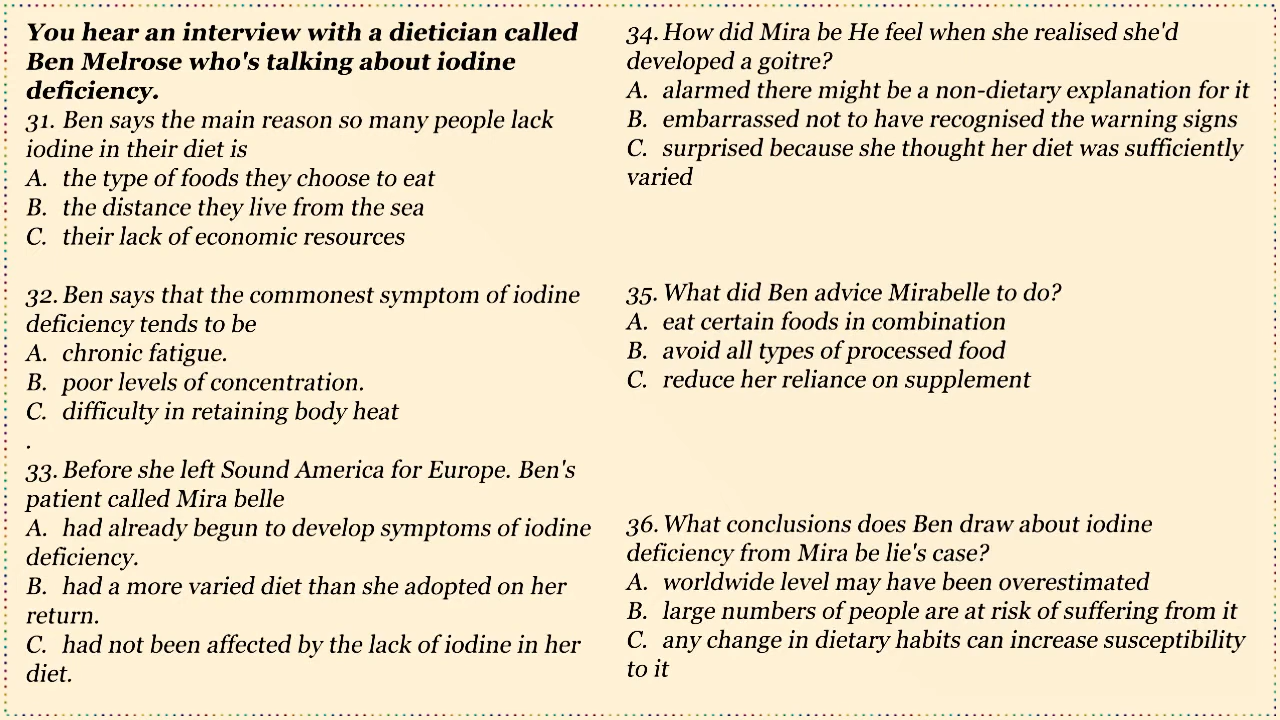 You hear an interview with a dietician called
Ben Melrose who's talking about iodine
deficiency.
31. Ben says the main reason so many people lack
iodine in their diet is
A. the type of foods they choose to eat
B. the distance they live from the sea
C. their lack of economic resources
32. Ben says that the commonest symptom of iodine
deficiency tends to be
A. chronic fatigue.
B. poor levels of concentration.
C. difficulty in retaining body heat
.
33. Before she left Sound America for Europe. Ben's
patient called Mira belle
A. had already begun to develop symptoms of iodine
deficiency.
B. had a more varied diet than she adopted on her
return.
C. had not been affected by the lack of iodine in her
diet.
34. How did Mira be He feel when she realised she'd
developed a goitre?
A. alarmed there might be a non-dietary explanation for it
B. embarrassed not to have recognised the warning signs
C. surprised because she thought her diet was sufficiently
varied
35. What did Ben advice Mirabelle to do?
A. eat certain foods in combination
B. avoid all types of processed food
C. reduce her reliance on supplement
36. What conclusions does Ben draw about iodine
deficiency from Mira be lie's case?
A. worldwide level may have been overestimated
B. large numbers of people are at risk of suffering from it
C. any change in dietary habits can increase susceptibility
to it